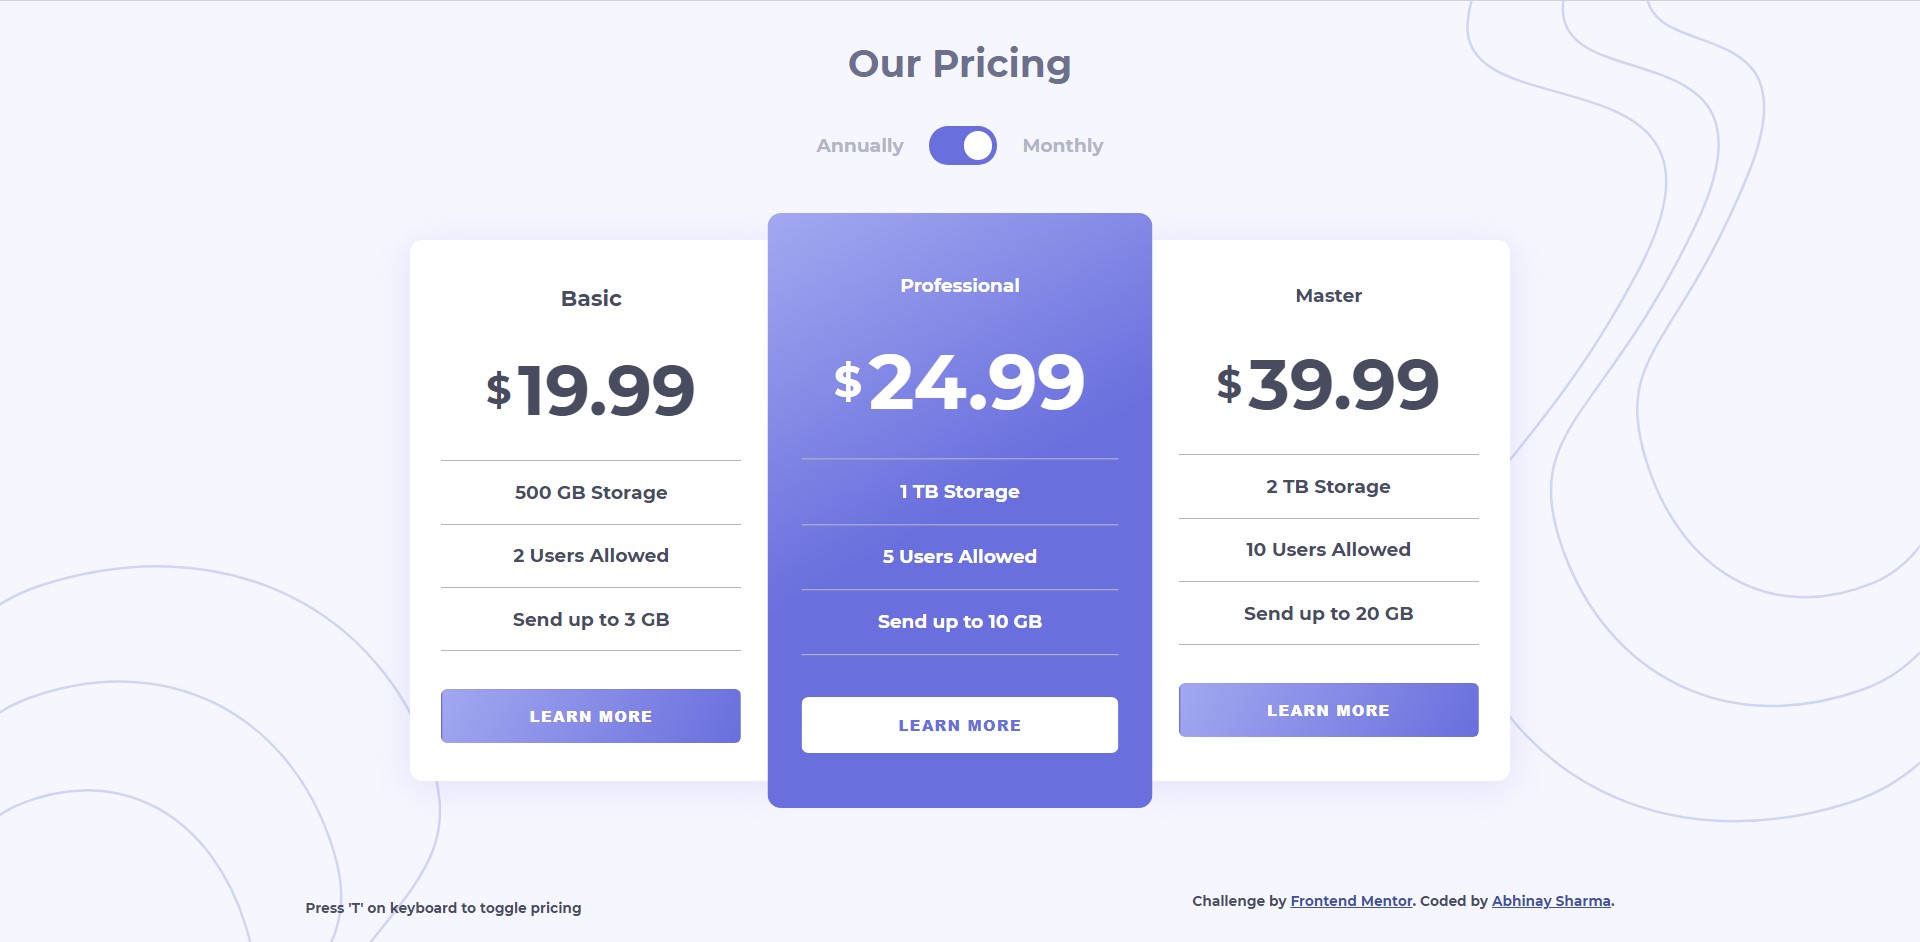 Our Pricing
Annually
Monthly
Basic
$19.99
500 GB Storage
2 Users Allowed
Send up to 3 GB
LEARN MORE
Professional
$24.99
1 TB Storage
5 Users Allowed
Send up to 10 GB
LEARN MORE
Master
$39.99
2 TB Storage
10 Users Allowed
Send up to 20 GB
LEARN MORE
Press 'T' on keyboard to toggle pricing
Challenge by Frontend Mentor. Coded by Abhinay Sharma.